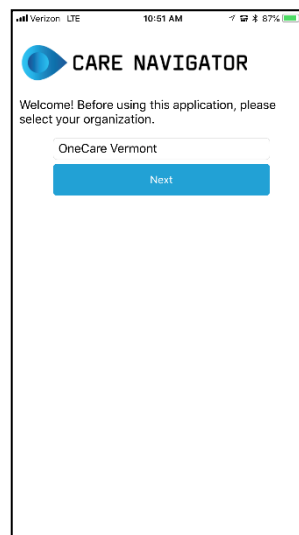 Verizon LTE 10:51 AM 87%
CARE NAVIGATOR
Welcome! Before using this application, please
select your organization.
OneCare Vermont
Next